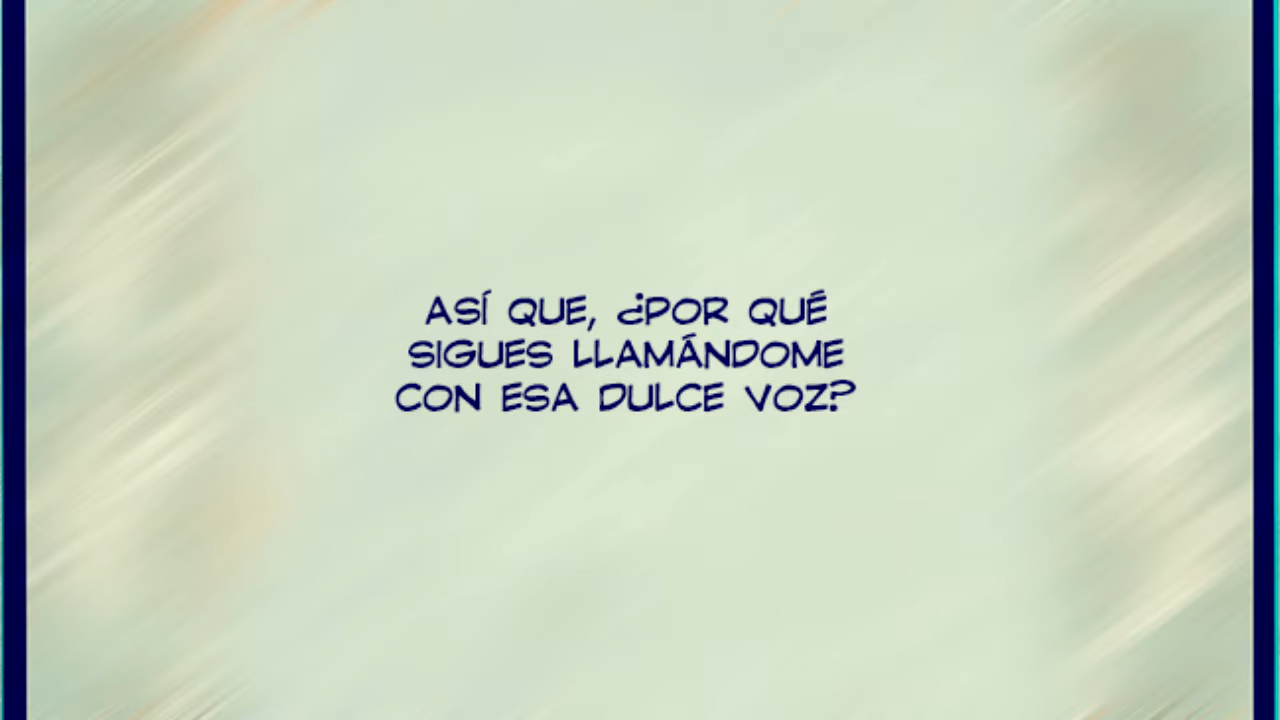 ASÍ QUE, ¿POR QUÉ
SIGUES LLAMÁNDOME
CON ESA DULCE VOZ?